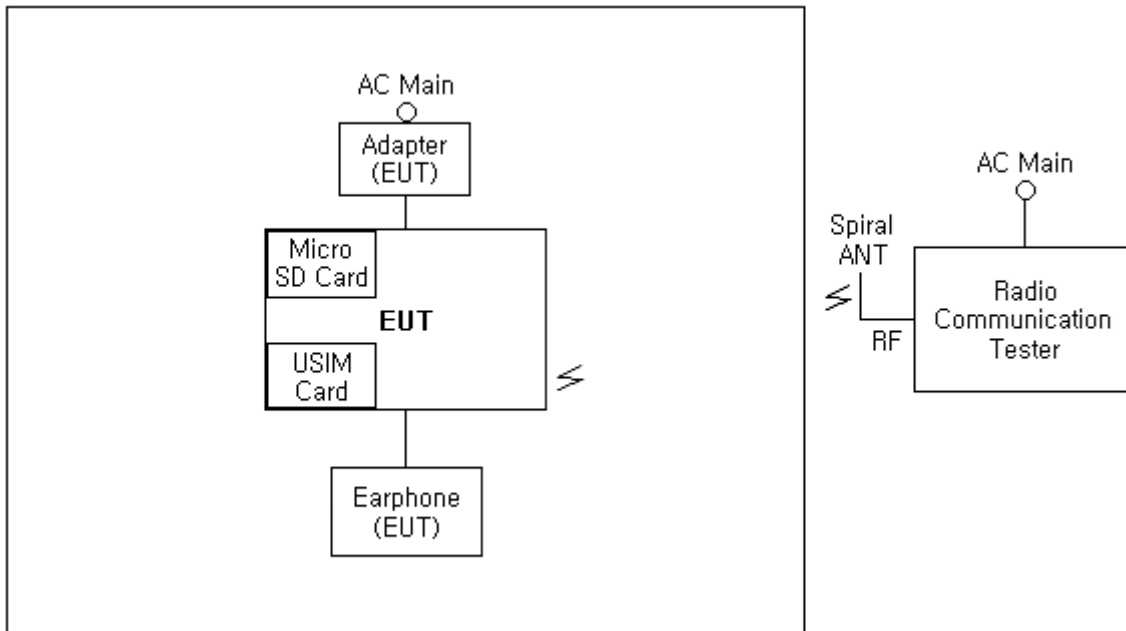 AC Main
Adapter
(EUT)
Micro
SD Card
EUT
USIM
Card
Earphone
(EUT)
AC Main
Spiral
ANT
RF
Radio
Communication
Tester